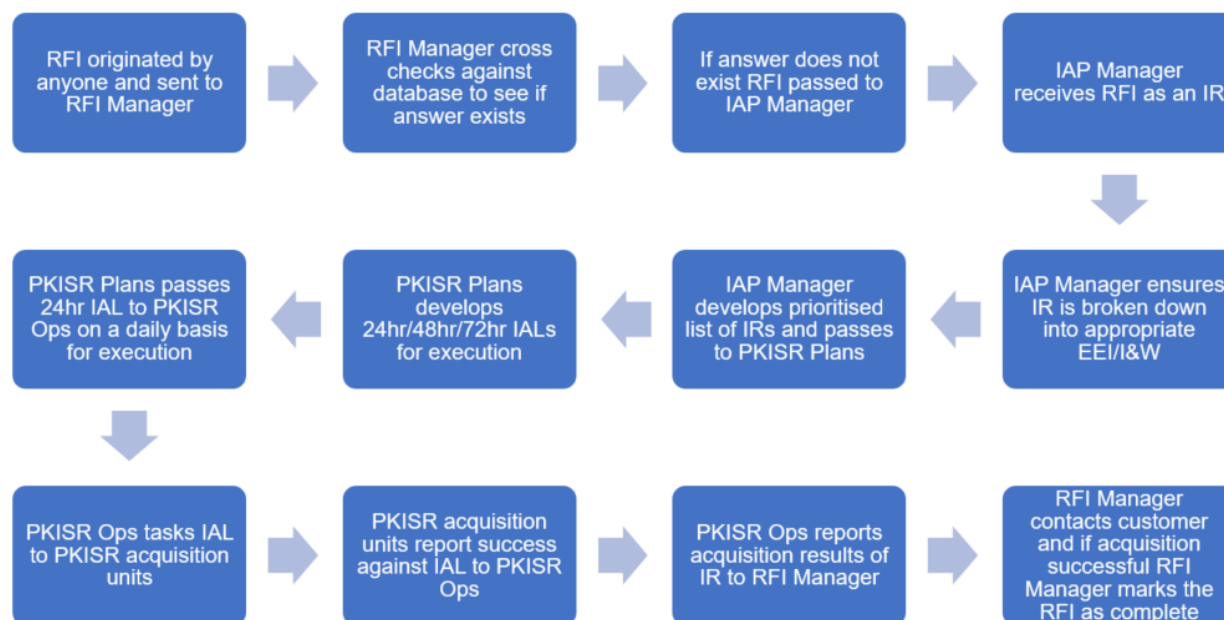 RFI originated by
anyone and sent to
RFI Manager
RFI Manager cross
checks against
database to see if
answer exists
If answer does not
exist RFI passed to
IAP Manager
IAP Manager
receives RFI as an IR
IAP Manager ensures
IR is broken down
into appropriate
EEI/I&W
IAP Manager
develops prioritised
list of IRs and passes
to PKISR Plans
PKISR Plans
develops
24hr/48hr/72hr IALs
for execution
PKISR Plans passes
24hr IAL to PKISR
Ops on a daily basis
for execution
PKISR Ops tasks IAL
to PKISR acquisition
units
PKISR acquisition
units report success
against IAL to PKISR
Ops
PKISR Ops reports
acquisition results of
IR to RFI Manager
RFI Manager
contacts customer
and if acquisition
successful RFI
Manager marks the
RFI as complete